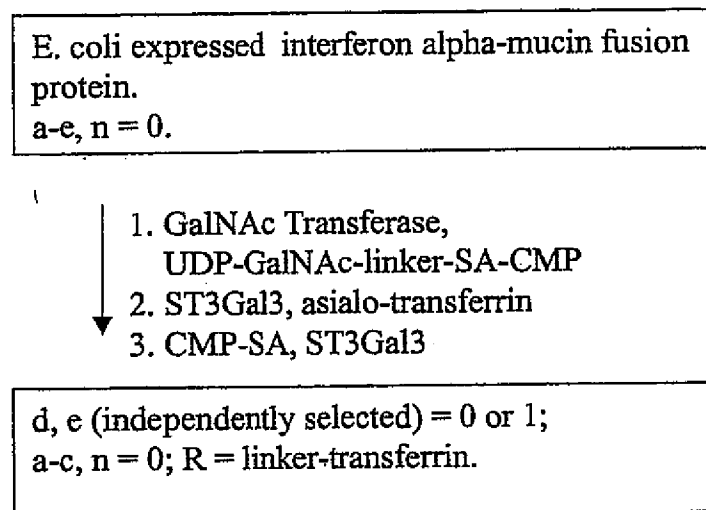 E. coli expressed interferon alpha-mucin fusion
protein.
a-e, n = 0.
1. GalNAc Transferase,
UDP-GalNAc-linker-SA-CMP
2. ST3Gal3, asialo-transferrin
3. CMP-SA, ST3Gal3
d, e (independently selected) = 0 or 1;
a-c, n = 0; R = linker-transferrin.